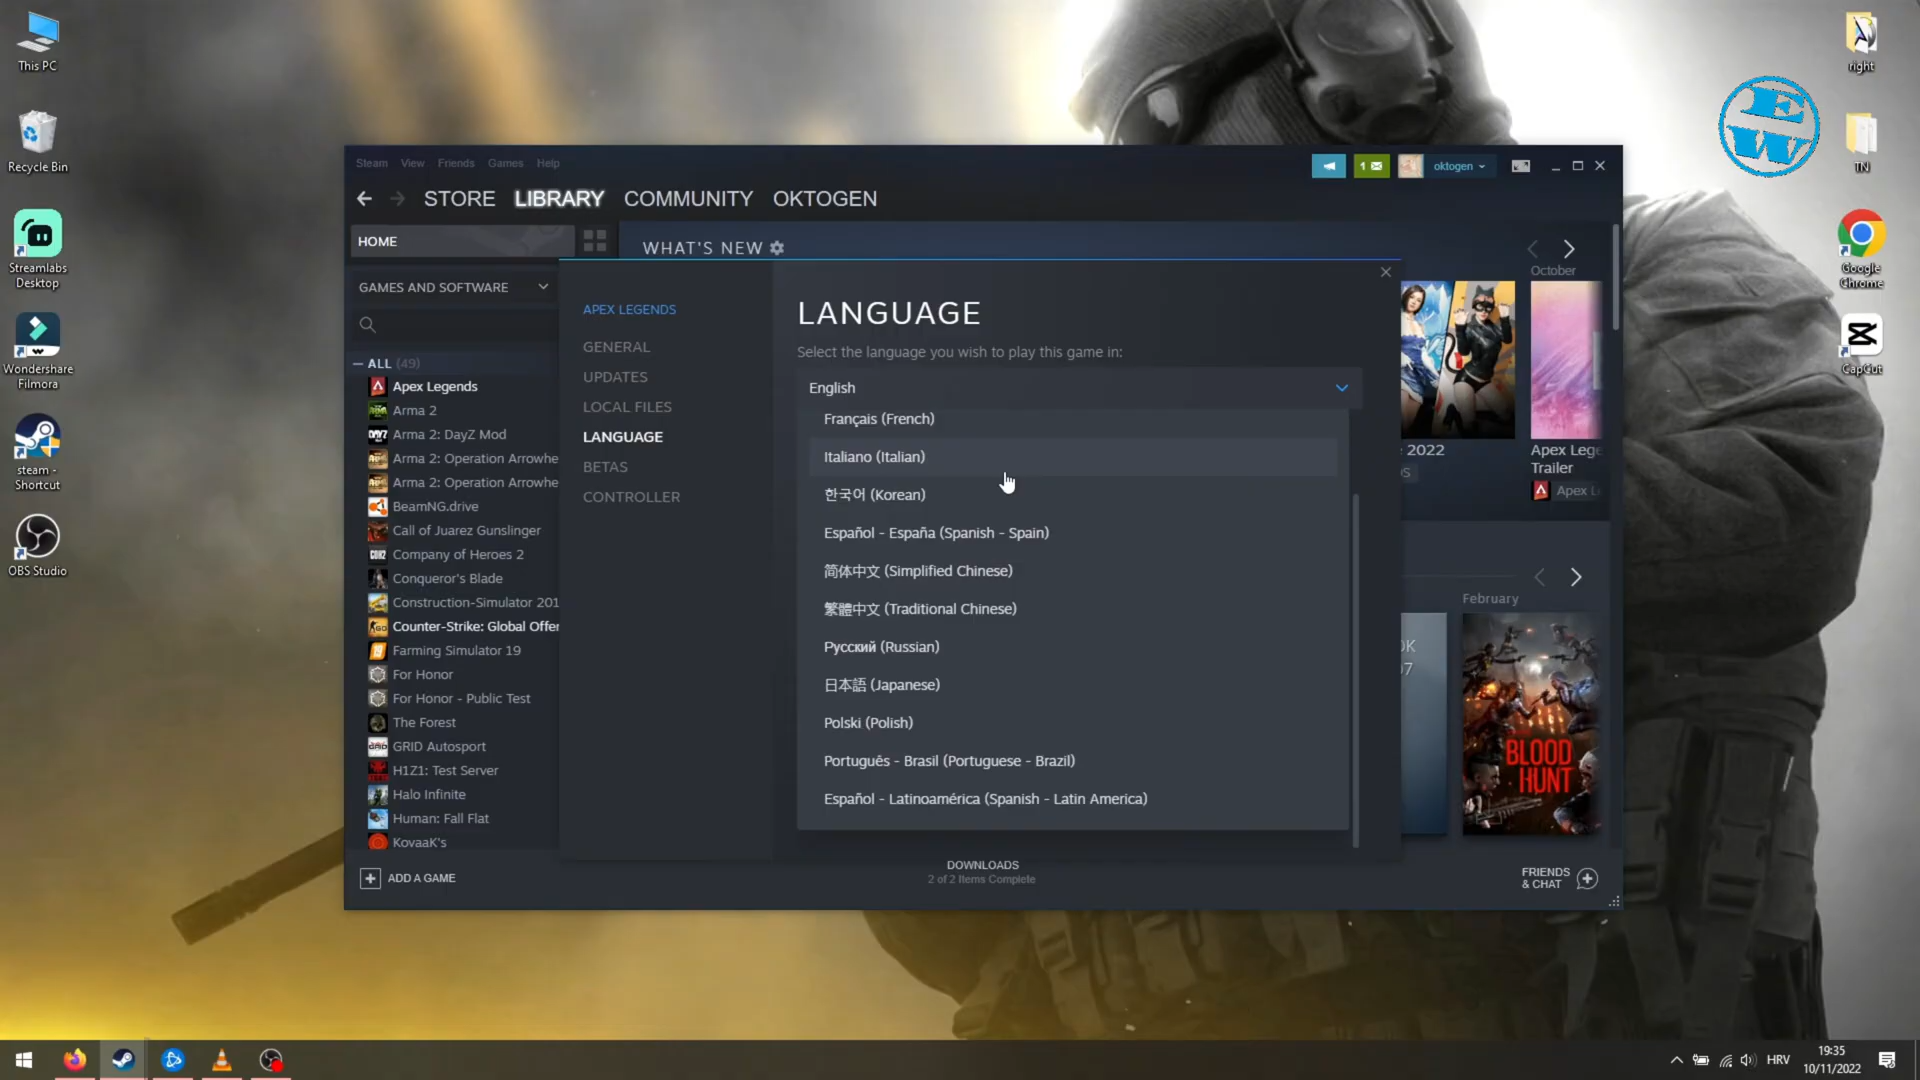 This PC
Recycle Bin
Streamlabs
Desktop
Wondershare
Filmora
steam -
Shortcut
OBS Studio
right
TN
Google
Chrome
CapCut
E
W
Steam View Friends Games Help
1
oktogen
STORE LIBRARY COMMUNITY OKTOGEN
HOME
WHAT'S NEW
October
GAMES AND SOFTWARE
ALL (49)
Apex Legends
Arma 2
Arma 2: DayZ Mod
Arma 2: Operation Arrowhe
Arma 2: Operation Arrowhe
BeamNG.drive
Call of Juarez Gunslinger
Company of Heroes 2
Conqueror's Blade
Construction-Simulator 201
Counter-Strike: Global Offer
Farming Simulator 19
For Honor
For Honor - Public Test
The Forest
GRID Autosport
H1Z1: Test Server
Halo Infinite
Human: Fall Flat
KovaaK's
APEX LEGENDS
GENERAL
UPDATES
LOCAL FILES
LANGUAGE
BETAS
CONTROLLER
LANGUAGE
Select the language you wish to play this game in:
English
Français (French)
Italiano (Italian)
한국어 (Korean)
Español - España (Spanish - Spain)
简体中文 (Simplified Chinese)
繁體中文 (Traditional Chinese)
Русский (Russian)
日本語 (Japanese)
Polski (Polish)
Português - Brasil (Portuguese - Brazil)
Español - Latinoamérica (Spanish - Latin America)
2022
Apex Lege
Trailer
Apex L
February
BLOOD
HUNT
ADD A GAME
DOWNLOADS
2 of 2 Items Complete
FRIENDS
& CHAT
HRV
19:35
10/11/2022